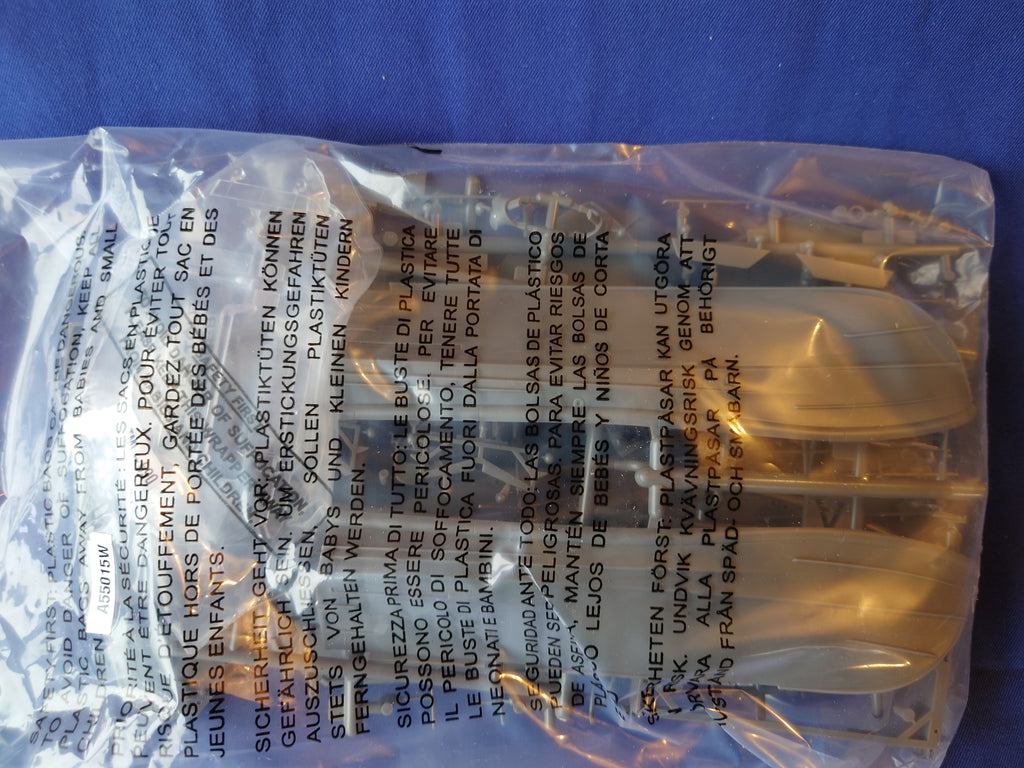 SAFETY FIRST: PLASTIC BAGS CAN BE DANGEROUS.
TO AVOID DANGER OF SUFFOCATION KEEP ALL
PLASTIC BAGS AWAY FROM BABIES AND SMALL
CHILDREN
A55015W
PRIORITÉ A LA SÉCURITÉ : LES SACS EN PLASTIQUE
PEUVENT ÊTRE DANGEREUX. POUR ÉVITER TOUT
RISQUE D'ÉTOUFFEMENT, GARDEZ TOUT SAC EN
PLASTIQUE HORS DE PORTÉE DES BÉBÉS ET DES
JEUNES ENFANTS.
SICHERHEIT GEHT VOR: PLASTIKTÜTEN KÖNNEN
GEFÄHRLICH SEIN. UM ERSTICKUNGSGEFAHREN
AUSZUSCHLIESSEN, SOLLEN PLASTIKTÜTEN
STETS VON BABYS UND KLEINEN KINDERN
FERNGEHALTEN WERDEN.
SICUREZZA PRIMA DI TUTTO: LE BUSTE DI PLASTICA
POSSONO ESSERE PERICOLOSE. PER EVITARE
IL PERICOLO DI SOFFOCAMENTO, TENERE TUTTE
LE BUSTE DI PLASTICA FUORI DALLA PORTATA DI
NEONATI E BAMBINI.
SEGURIDAD ANTE TODO: LAS BOLSAS DE PLÁSTICO
PUEDEN SER PELIGROSAS. PARA EVITAR RIESGOS
DE MANTÉN SIEMPRE LAS BOLSAS DE
LEJOS DE BEBÉS Y NIÑOS DE CORTA
SÄKERHETEN FÖRST: PLASTPÅSAR KAN UTGÖRA
RISK. UNDVIK KVÄVNINGSRISK GENOM ATT
FÖRVARA ALLA PLASTPÅSAR PÅ BEHÖRIGT
AVSTÅND FRÅN SPÄD- OCH SMÅBARN.
SAFETY FIRST
OF SUFFOCATION
WRAPPER
CHILDREN